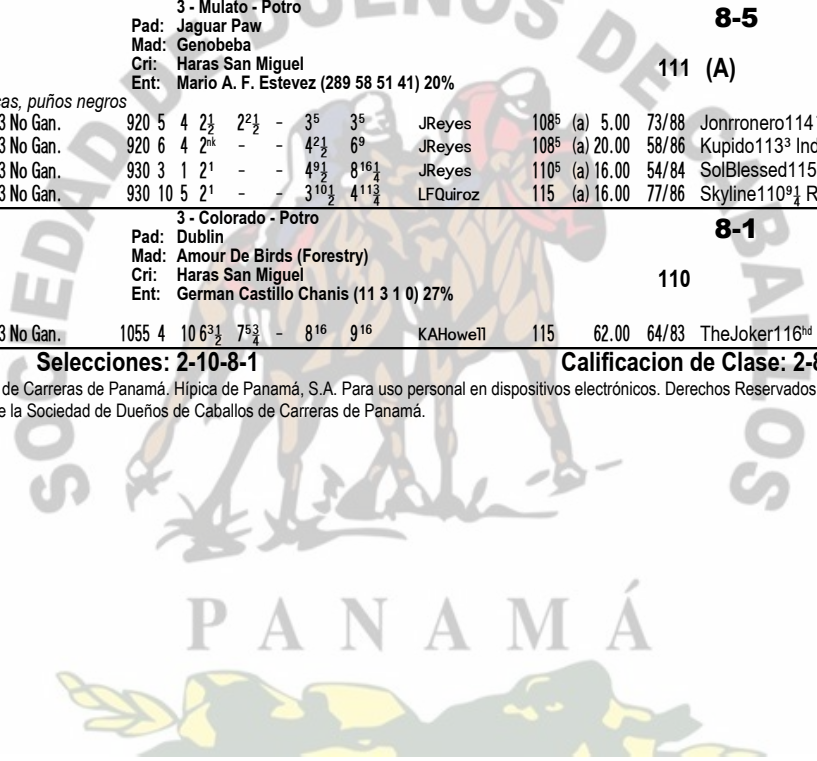 3 - Mulato - Potro
8-5
Pad: Jaguar Paw
Mad: Genobeba
Cri: Haras San Miguel
111 (A)
Ent: Mario A. F. Estevez (289 58 51 41) 20%
as, puños negros
3 No Gan. 920 5 4 2½ 2²½ - 3⁵ 3⁵ JReyes 108⁵ (a) 5.00 73/88 Jonrronero114
3 No Gan. 920 6 4 2ⁿᵏ - - 4²½ 6⁹ JReyes 108⁵ (a) 20.00 58/86 Kupido113³ Ind
3 No Gan. 930 3 1 2¹ - - 4⁹½ 8¹⁶¼ JReyes 110⁵ (a) 16.00 54/84 SolBlessed115
3 No Gan. 930 10 5 2¹ - - 3¹⁰½ 4¹¹¾ LFQuiroz 115 (a) 16.00 77/86 Skyline110⁹¼ R
3 - Colorado - Potro
8-1
Pad: Dublin
Mad: Amour De Birds (Forestry)
Cri: Haras San Miguel
110
Ent: German Castillo Chanis (11 3 1 0) 27%
3 No Gan. 1055 4 10 6³½ 7⁵¾ - 8¹⁶ 9¹⁶ KAHowell 115 62.00 64/83 TheJoker116ʰᵈ
Selecciones: 2-10-8-1 Calificacion de Clase: 2-8
de Carreras de Panamá. Hípica de Panamá, S.A. Para uso personal en dispositivos electrónicos. Derechos Reservados
e la Sociedad de Dueños de Caballos de Carreras de Panamá.
SOCIEDAD DE DUEÑOS DE CABALLOS
PANAMÁ